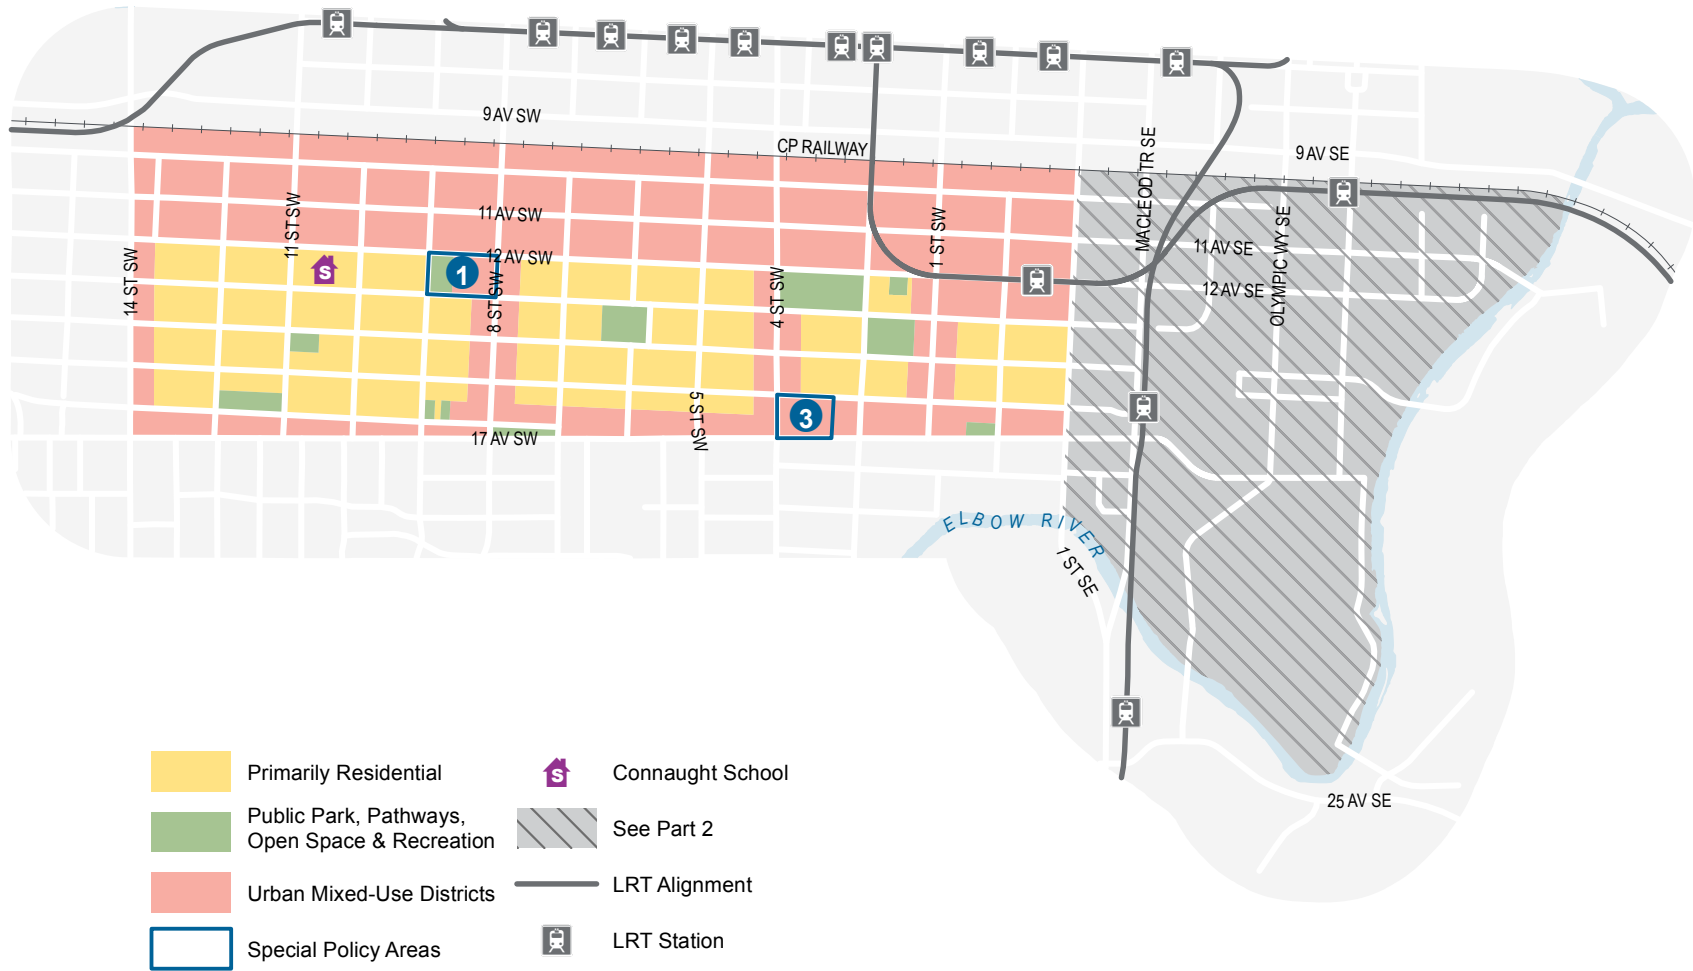 9 AV SW
CP RAILWAY
MACLEOD TR SE
9 AV SE
11 ST SW
11 AV SW
1 ST SW
OLYMPIC WY SE
11 AV SE
14 ST SW
S
1
12 AV SW
8 ST SW
4 ST SW
12 AV SE
5 ST SW
3
17 AV SW
ELBOW RIVER
1 ST SE
25 AV SE
Primarily Residential
Public Park, Pathways,
Open Space & Recreation
Urban Mixed-Use Districts
Special Policy Areas
S
Connaught School
See Part 2
LRT Alignment
LRT Station